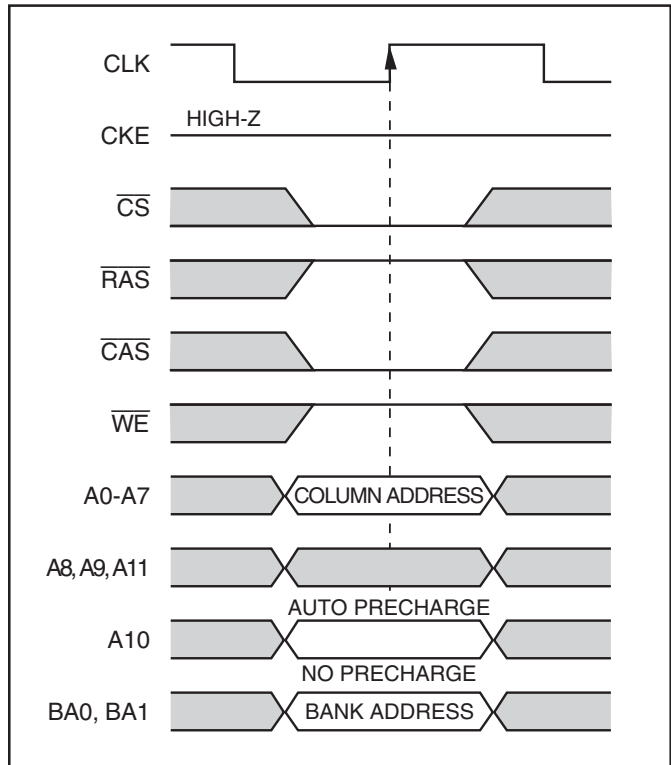 CLK
HIGH-Z
CKE
CS
RAS
CAS
WE
A0-A7 COLUMN ADDRESS
A8, A9, A11
AUTO PRECHARGE
A10
NO PRECHARGE
BA0, BA1 BANK ADDRESS